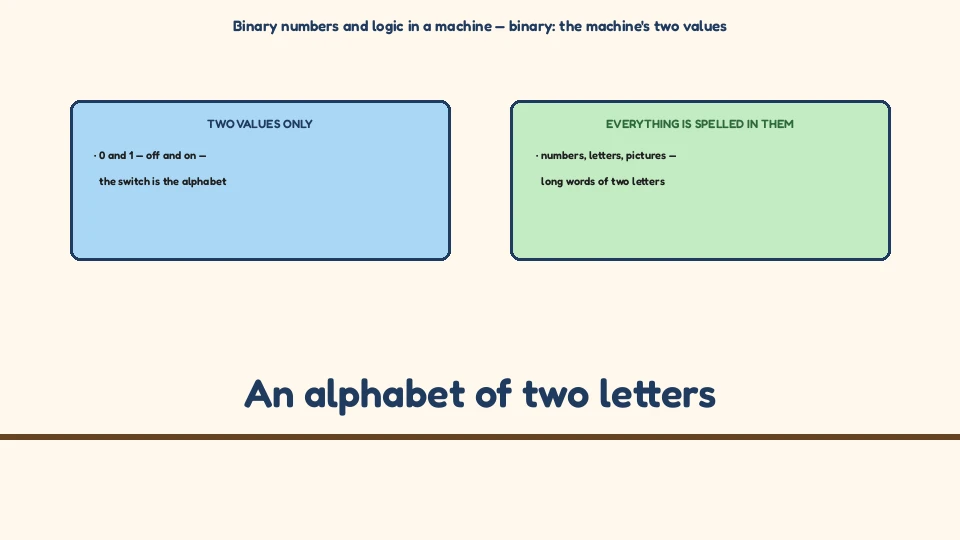 Binary numbers and logic in a machine — binary: the machine's two values
TWO VALUES ONLY
· 0 and 1 — off and on —
the switch is the alphabet
EVERYTHING IS SPELLED IN THEM
· numbers, letters, pictures —
long words of two letters
An alphabet of two letters